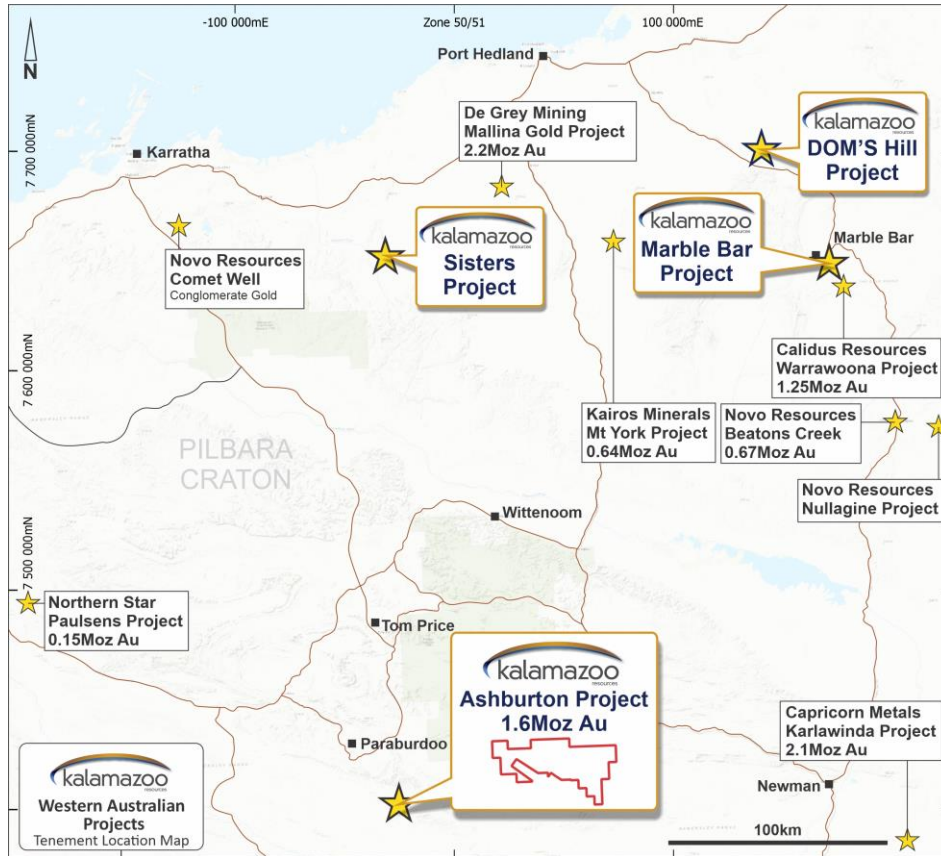 -100 000mE
Zone 50/51
100 000mE
N
Port Hedland
De Grey Mining
Mallina Gold Project
2.2Moz Au
kalamazoo
resources
DOM'S Hill
Project
7 700 000mN
Karratha
kalamazoo
resources
Sisters
Project
kalamazoo
resources
Marble Bar
Project
Marble Bar
Novo Resources
Comet Well
Conglomerate Gold
Calidus Resources
Warrawoona Project
1.25Moz Au
7 600 000mN
Kairos Minerals
Mt York Project
0.64Moz Au
Novo Resources
Beatons Creek
0.67Moz Au
PILBARA
CRATON
Novo Resources
Nullagine Project
Wittenoom
7 500 000mN
Northern Star
Paulsens Project
0.15Moz Au
Tom Price
kalamazoo
resources
Ashburton Project
1.6Moz Au
Paraburdoo
Capricorn Metals
Karlawinda Project
2.1Moz Au
Newman
kalamazoo
resources
Western Australian
Projects
Tenement Location Map
100km